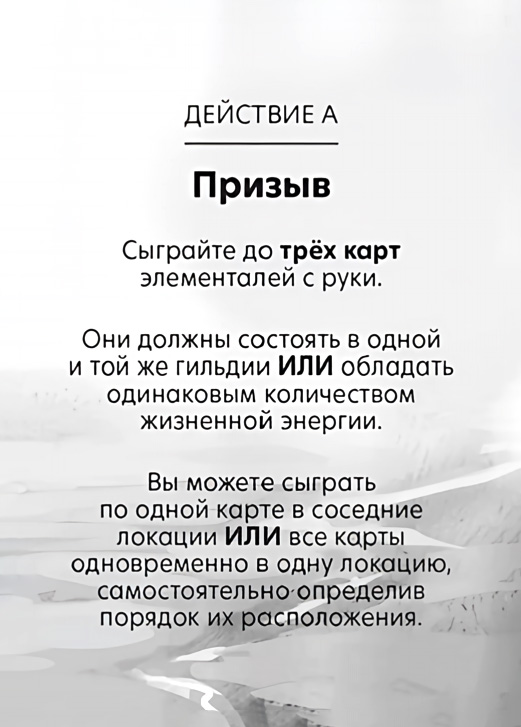 ДЕЙСТВИЕ А
Призыв
Сыграйте до трёх карт
элементалей с руки.
Они должны состоять в одной
и той же гильдии ИЛИ обладать
одинаковым количеством
жизненной энергии.
Вы можете сыграть
по одной карте в соседние
локации ИЛИ все карты
одновременно в одну локацию,
самостоятельно определив
порядок их расположения.